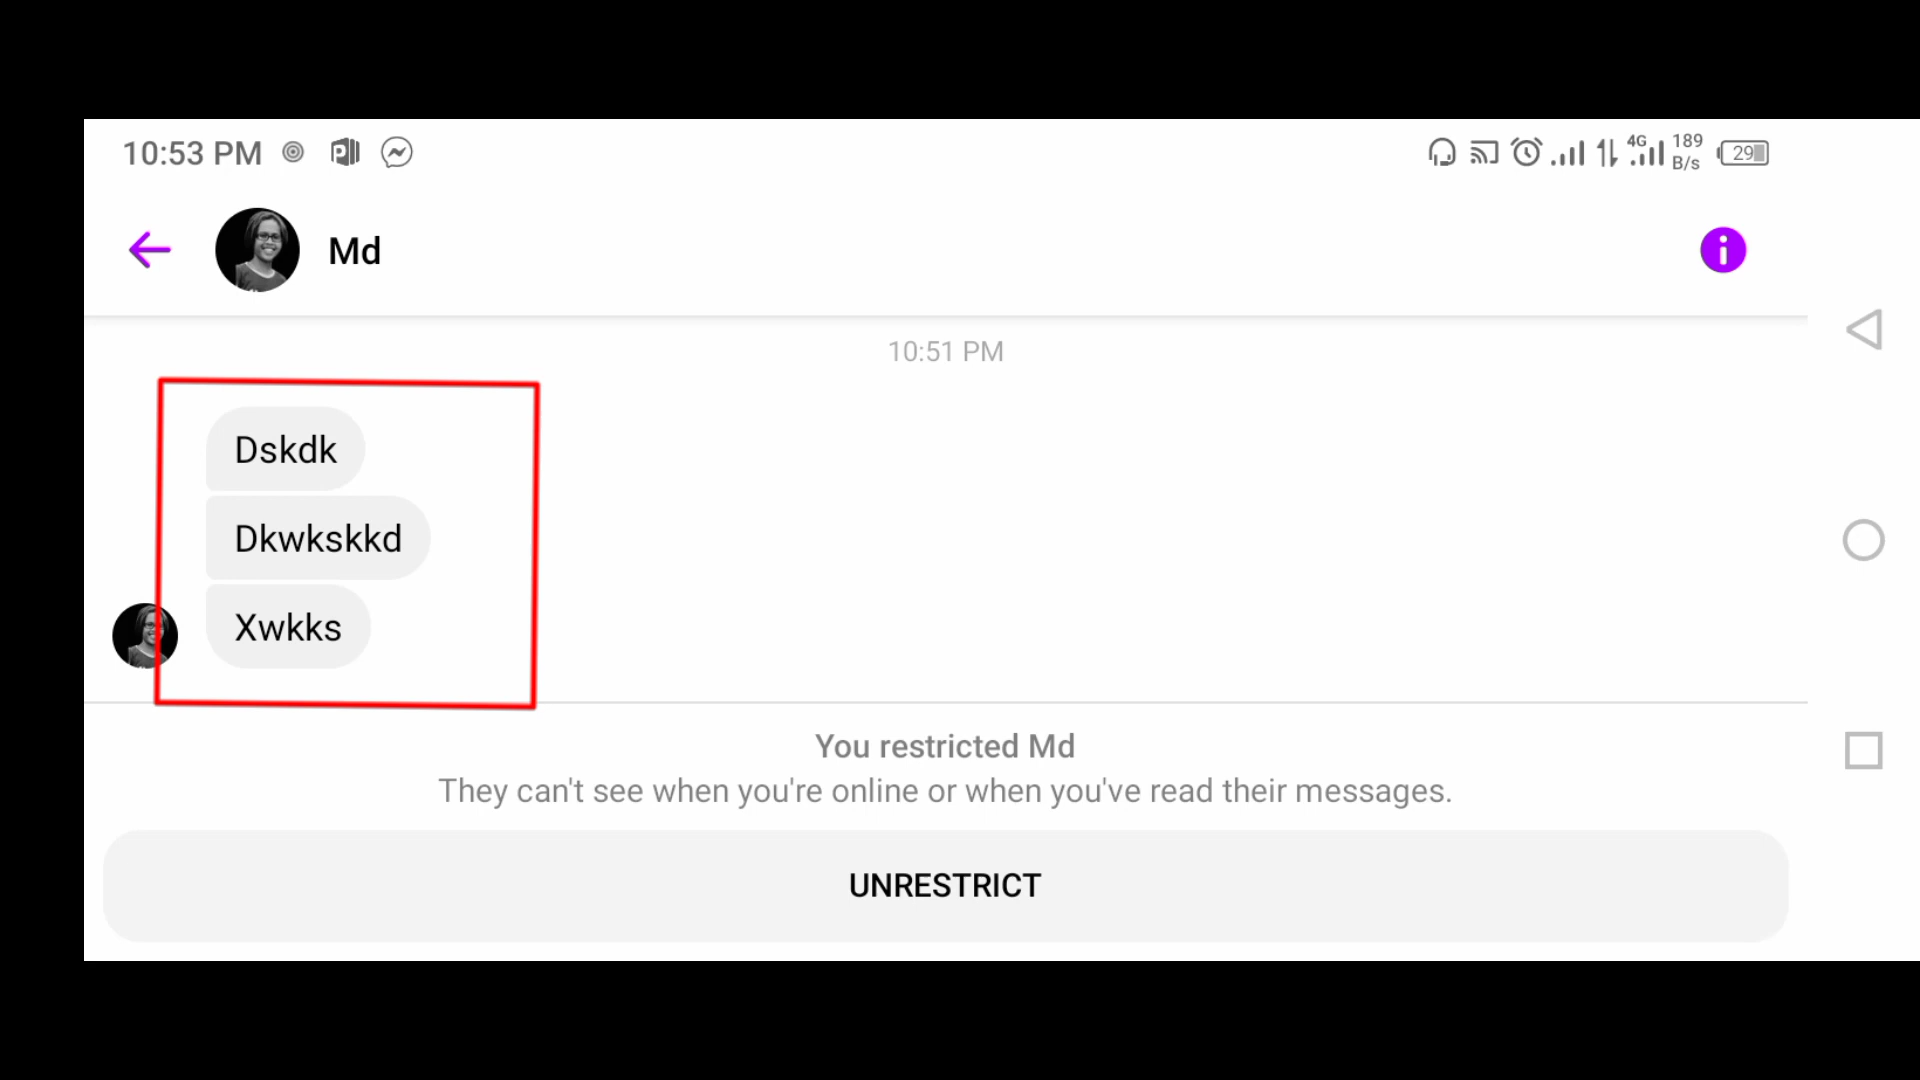 10:53 PM
4G 189 B/s 29
Md
10:51 PM
Dskdk
Dkwkskkd
Xwkks
You restricted Md
They can't see when you're online or when you've read their messages.
UNRESTRICT